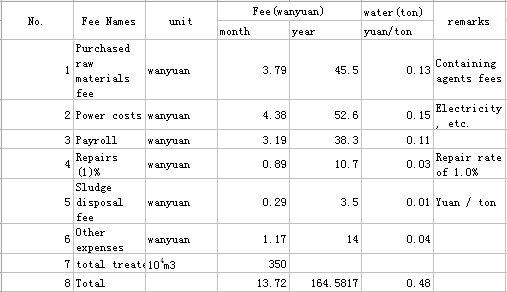 No. Fee Names unit Fee(wanyuan) water(ton) remarks
month year yuan/ton
1 Purchased raw materials fee wanyuan 3.79 45.5 0.13 Containing agents fees
2 Power costs wanyuan 4.38 52.6 0.15 Electricity, etc.
3 Payroll wanyuan 3.19 38.3 0.11
4 Repairs (1)% wanyuan 0.89 10.7 0.03 Repair rate of 1.0%
5 Sludge disposal fee wanyuan 0.29 3.5 0.01 Yuan / ton
6 Other expenses wanyuan 1.17 14 0.04
7 total treate 10⁴m3 350
8 Total 13.72 164.5817 0.48